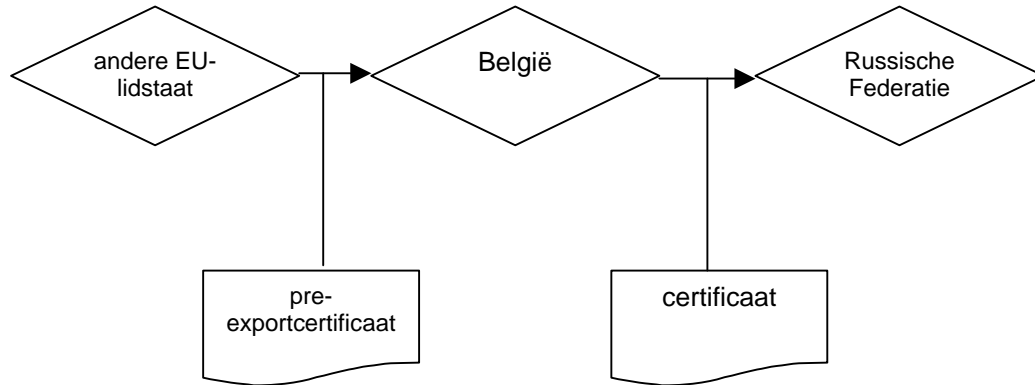 andere EU-
lidstaat
België
Russische
Federatie
pre-
exportcertificaat
certificaat